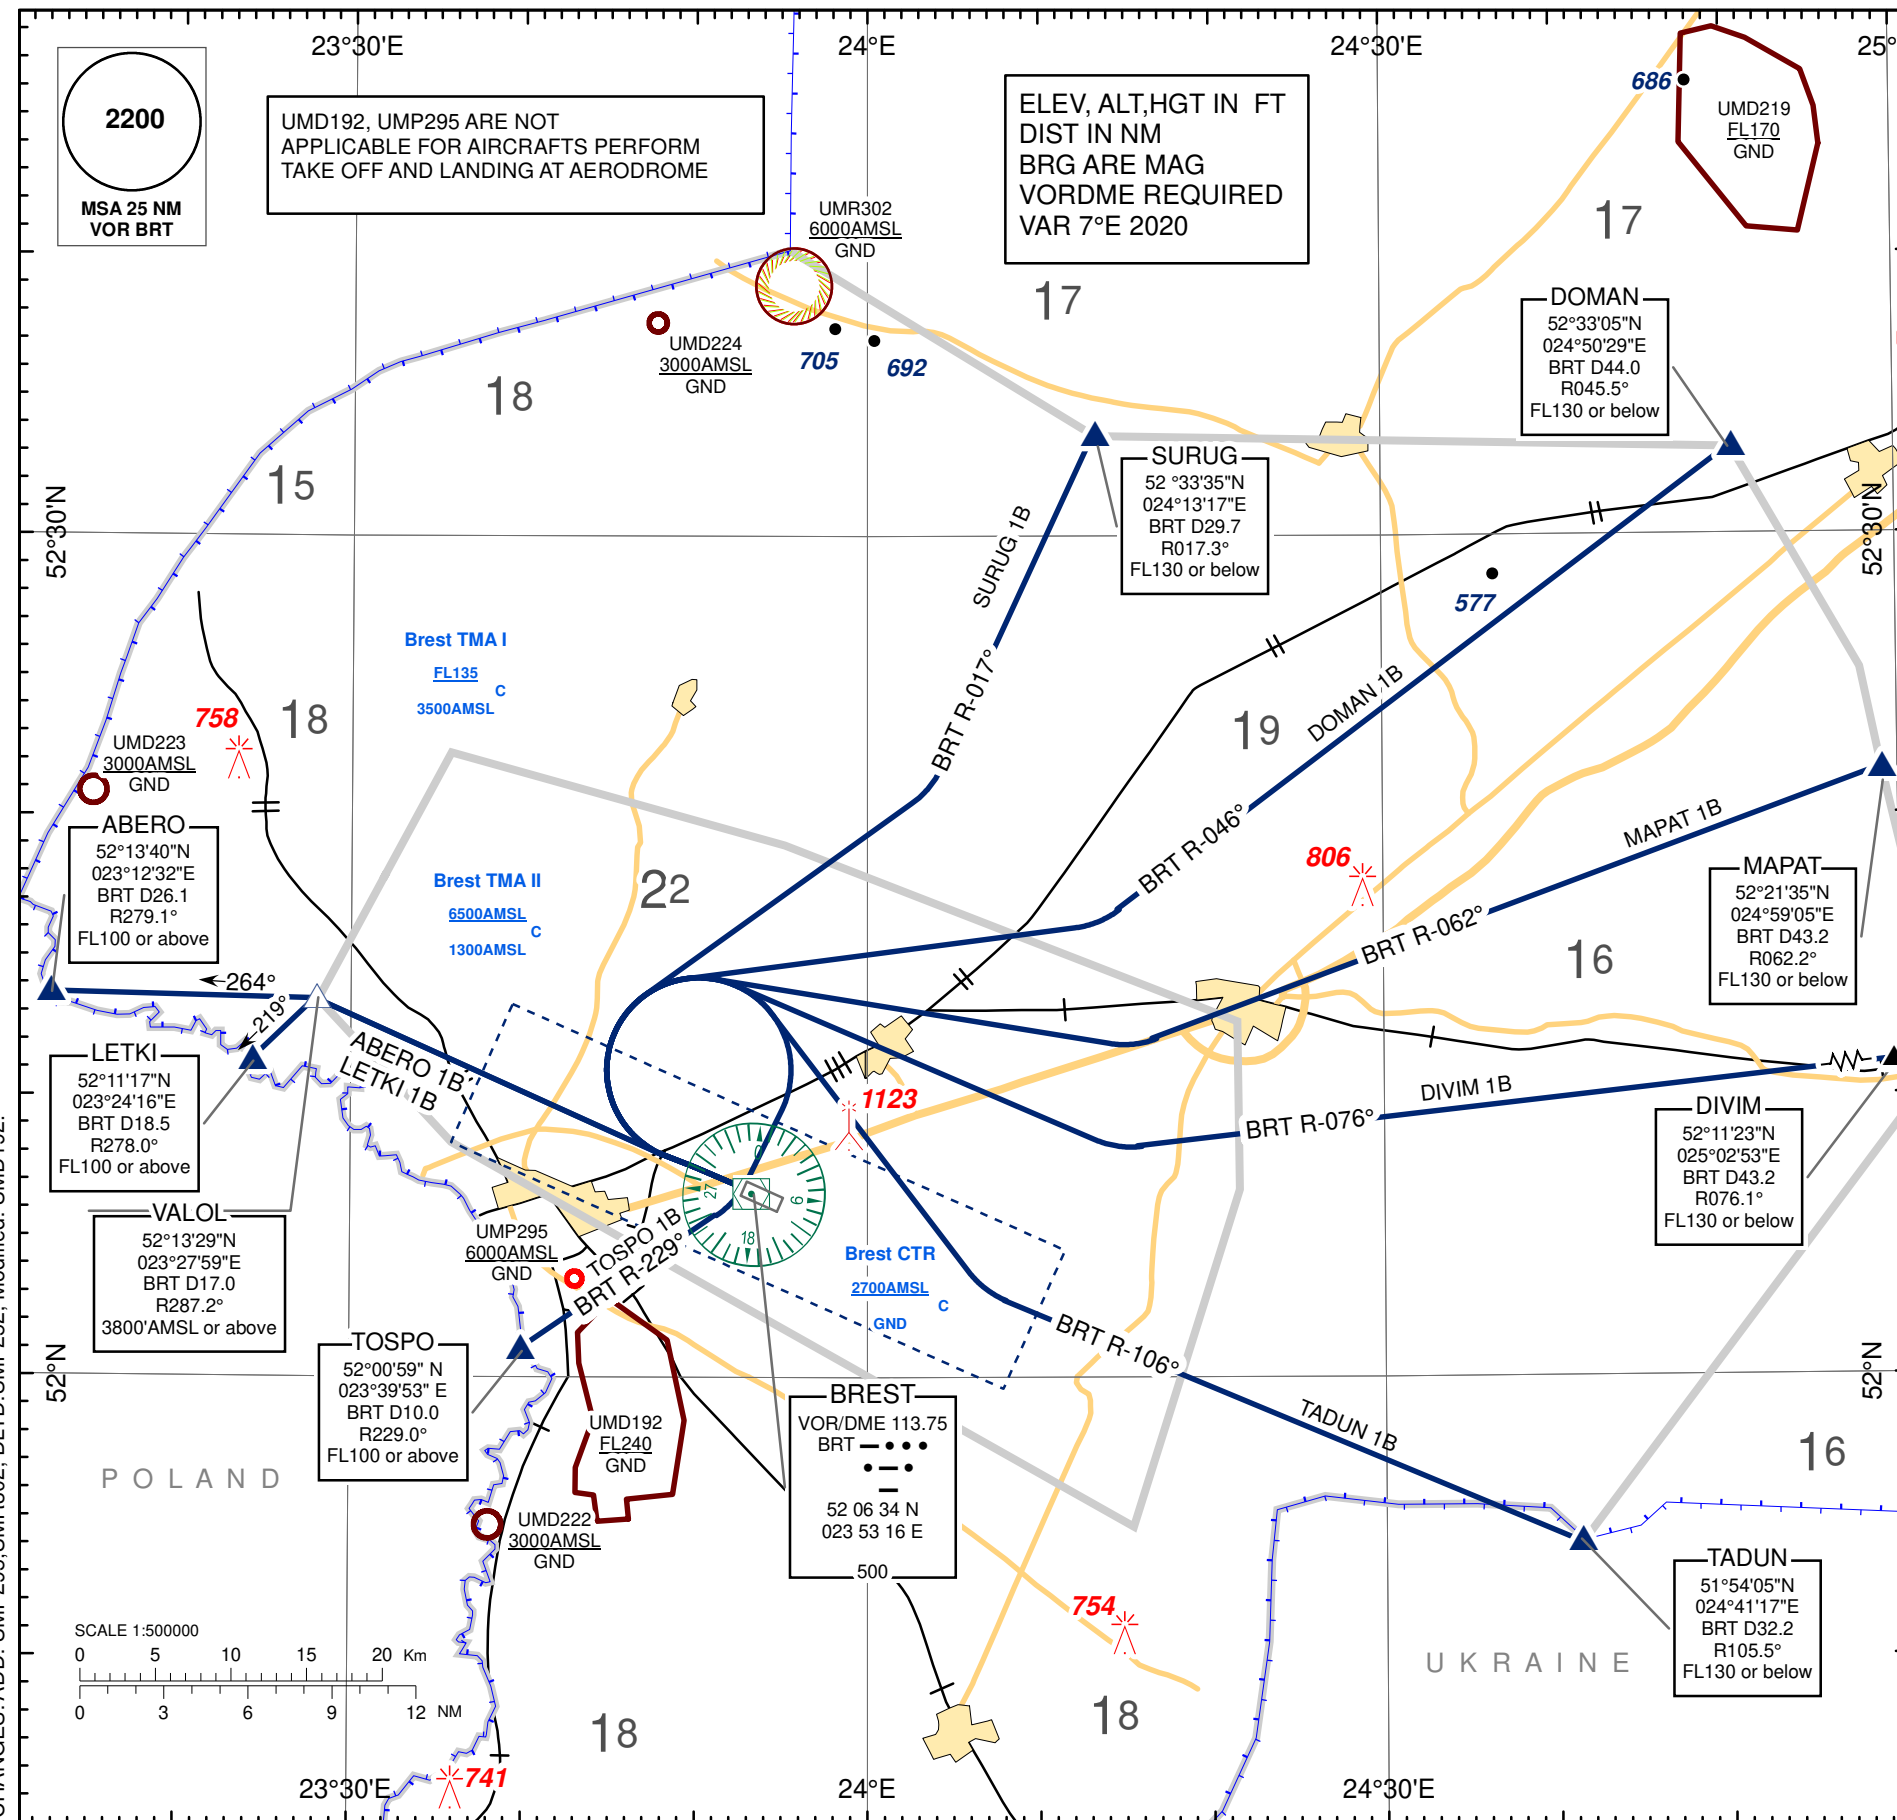 23°30'E
24°E
24°30'E
25°
2200
MSA 25 NM
VOR BRT
UMD192, UMP295 ARE NOT
APPLICABLE FOR AIRCRAFTS PERFORM
TAKE OFF AND LANDING AT AERODROME
ELEV, ALT,HGT IN FT
DIST IN NM
BRG ARE MAG
VORDME REQUIRED
VAR 7°E 2020
686
UMD219
FL170
GND
17
UMR302
6000AMSL
GND
17
UMD224
3000AMSL
GND
705
692
18
DOMAN
52°33'05"N
024°50'29"E
BRT D44.0
R045.5°
FL130 or below
SURUG
52 °33'35"N
024°13'17"E
BRT D29.7
R017.3°
FL130 or below
15
52°30'N
52°30'N
SURUG 1B
577
Brest TMA I
FL135
C
3500AMSL
BRT R-017°
DOMAN 1B
19
758
18
UMD223
3000AMSL
GND
ABERO
52°13'40"N
023°12'32"E
BRT D26.1
R279.1°
FL100 or above
BRT R-046°
806
MAPAT 1B
MAPAT
52°21'35"N
024°59'05"E
BRT D43.2
R062.2°
FL130 or below
Brest TMA II
6500AMSL
C
1300AMSL
22
BRT R-062°
16
264°
219°
ABERO 1B
LETKI 1B
LETKI
52°11'17"N
023°24'16"E
BRT D18.5
R278.0°
FL100 or above
1123
DIVIM 1B
BRT R-076°
DIVIM
52°11'23"N
025°02'53"E
BRT D43.2
R076.1°
FL130 or below
VALOL
52°13'29"N
023°27'59"E
BRT D17.0
R287.2°
3800'AMSL or above
0
27
9
18
UMP295
6000AMSL
GND
TOSPO 1B
BRT R-229°
Brest CTR
2700AMSL
C
GND
BRT R-106°
TOSPO
52°00'59" N
023°39'53" E
BRT D10.0
R229.0°
FL100 or above
52°N
52°N
UMD192
FL240
GND
BREST
VOR/DME 113.75
BRT
52 06 34 N
023 53 16 E
500
TADUN 1B
16
POLAND
UMD222
3000AMSL
GND
TADUN
51°54'05"N
024°41'17"E
BRT D32.2
R105.5°
FL130 or below
754
UKRAINE
SCALE 1:500000
0 5 10 15 20 Km
0 3 6 9 12 NM
18
18
741
23°30'E
24°E
24°30'E